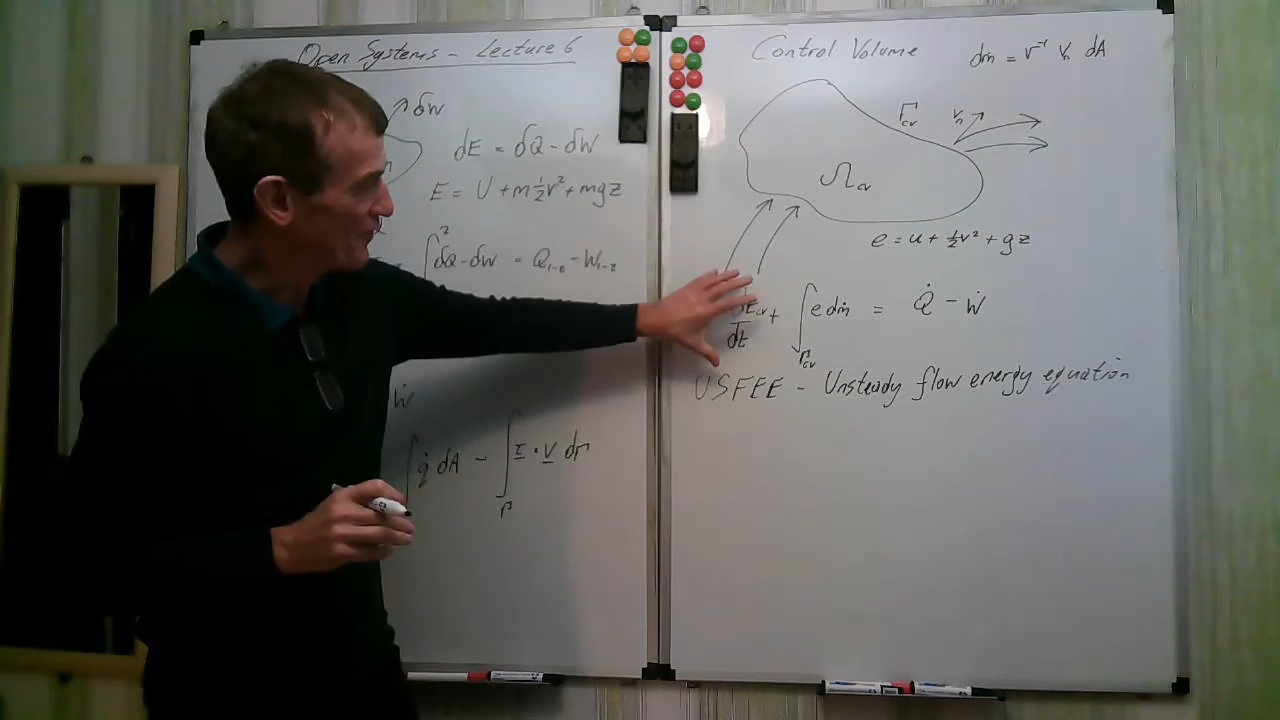 Open Systems - Lecture 6
δW
dE = δQ - δW
E = U + m½v² + mgz
∫² δQ - δW = Q₁₋₂ - W₁₋₂
Ẇ
∫ q̇ dA - ∫ τ · v dΓ
Γ
Control Volume
dṁ = v⁻¹ Vₙ dA
Γcv
Vₙ
Ωcv
e = u + ½v² + gz
Ecv + ∫ e dṁ = Q̇ - Ẇ
dt
Γcv
USFEE - Unsteady flow energy equation